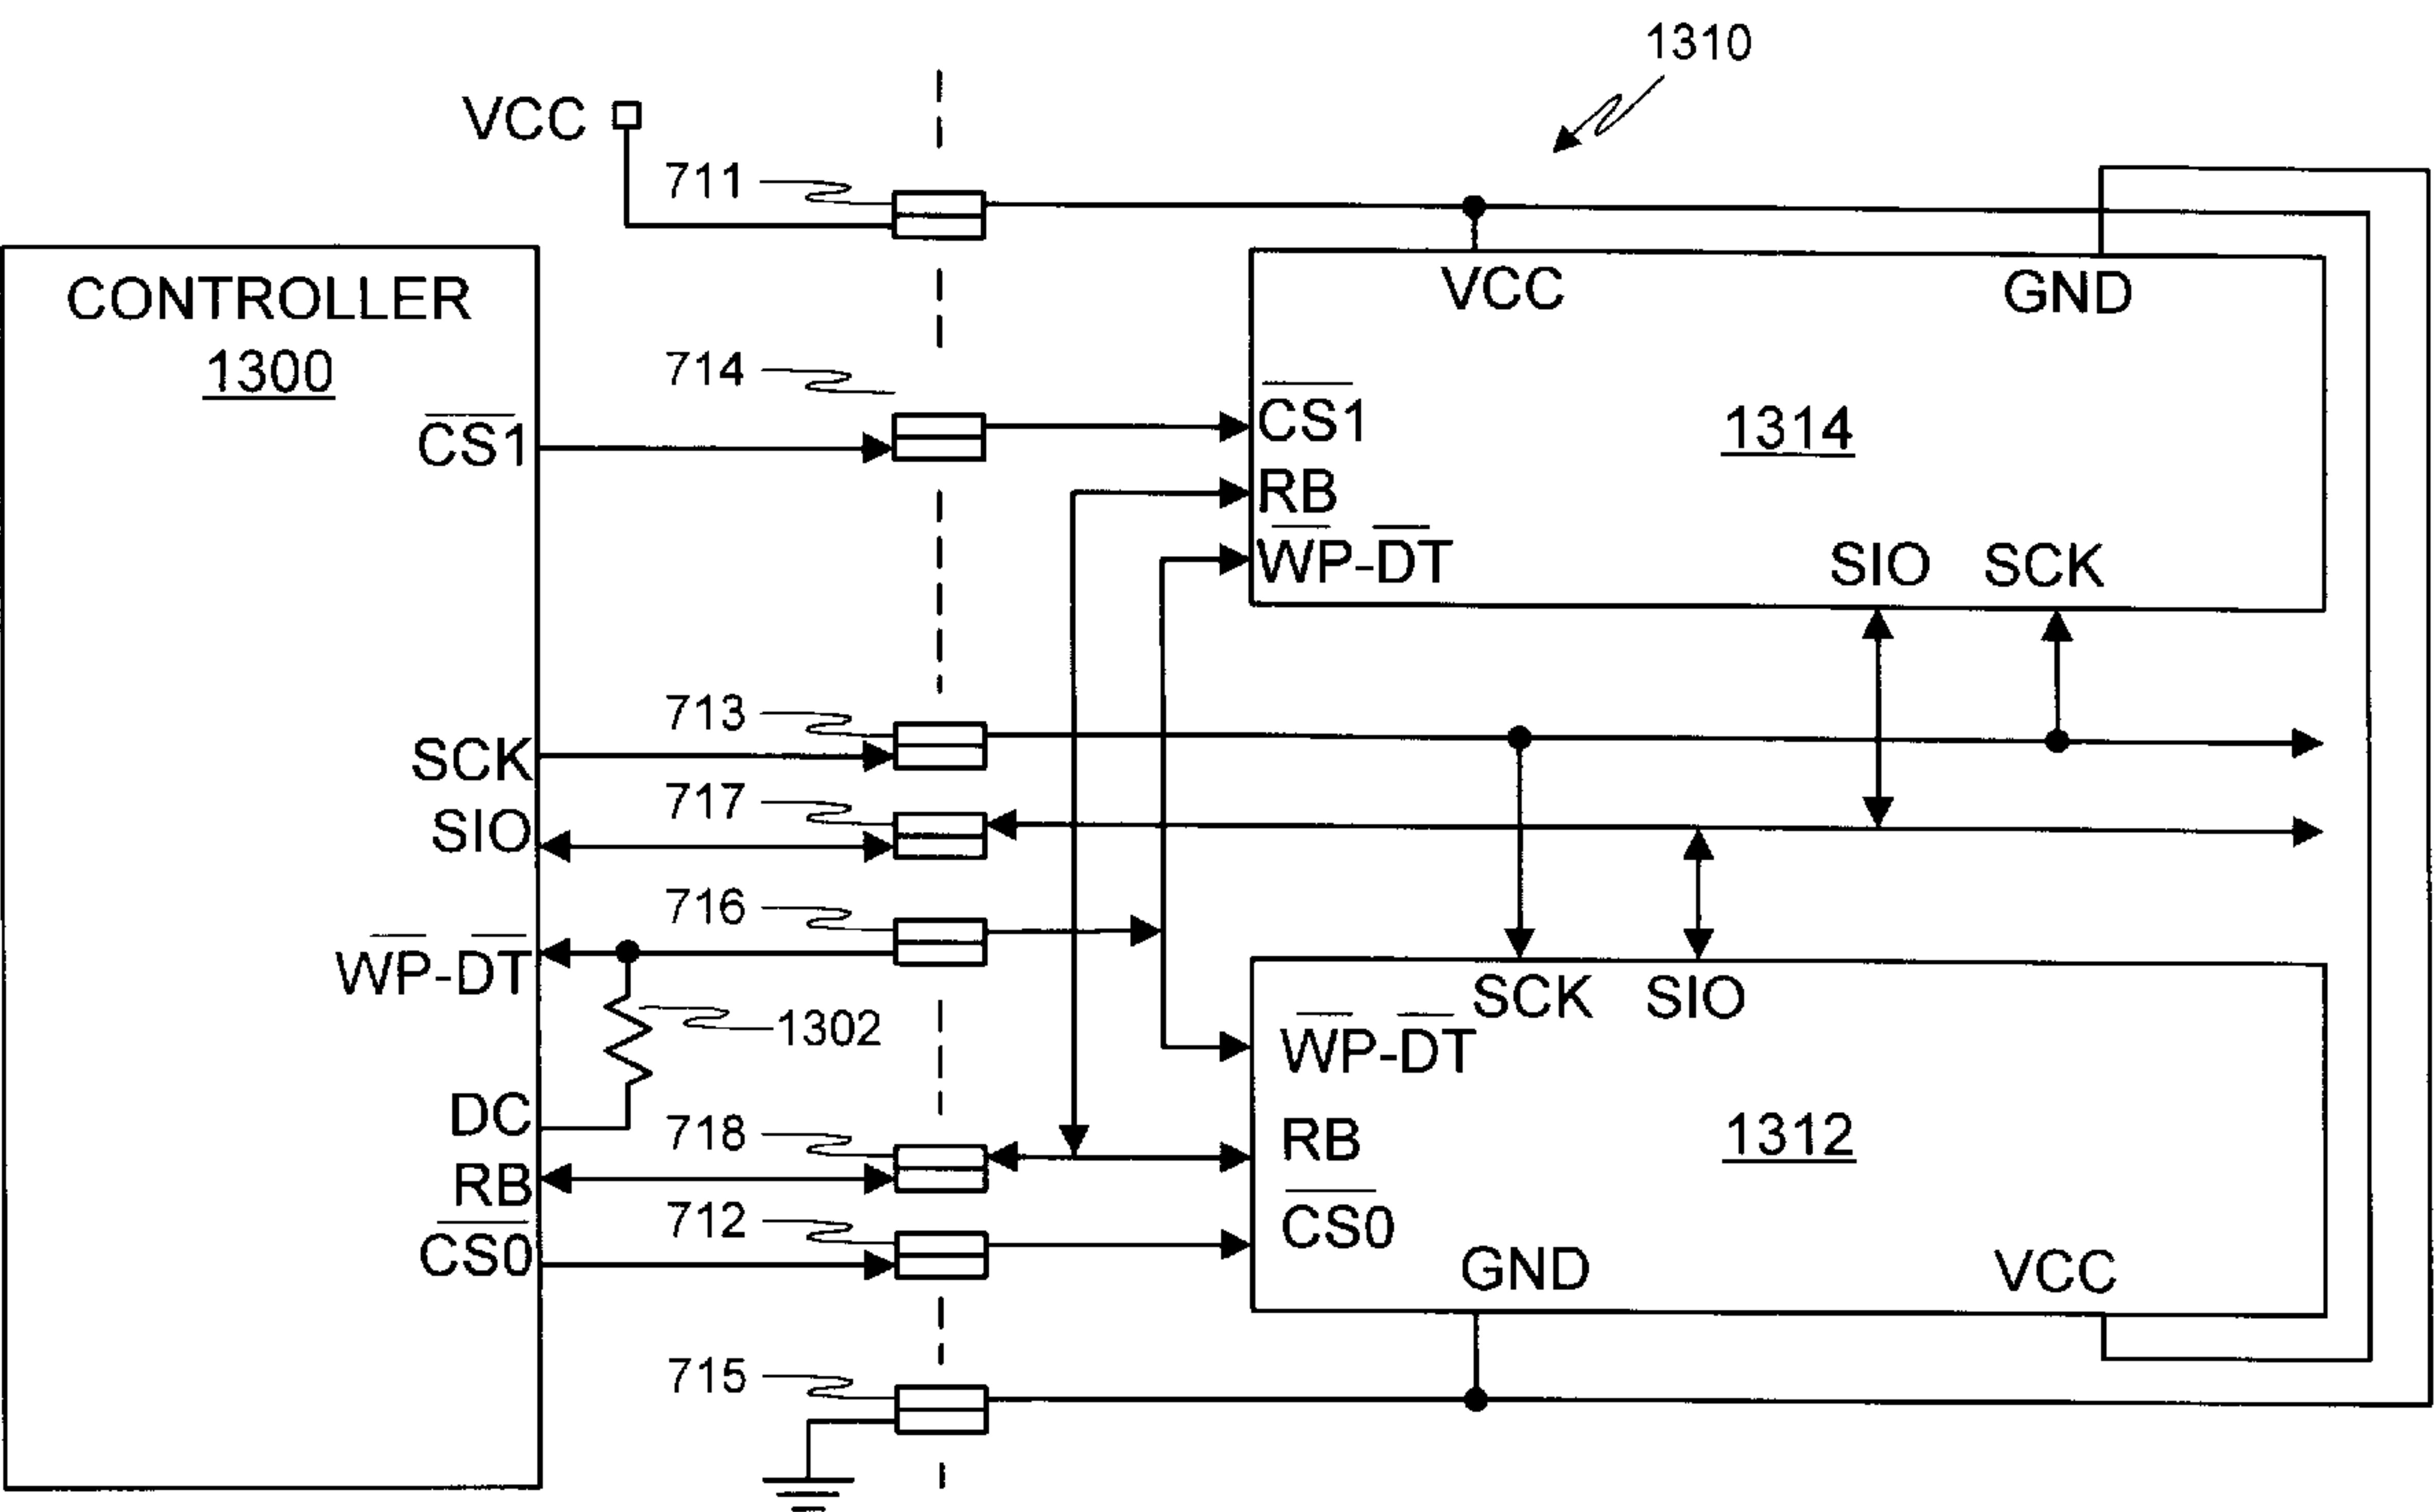 1310
VCC
711
CONTROLLER
1300
VCC
GND
714
CS1
CS1
1314
RB
WP-DT
SIO
SCK
713
SCK
717
SIO
716
WP-DT
SCK
SIO
1302
WP-DT
DC
718
RB
1312
RB
712
CS0
CS0
GND
VCC
715